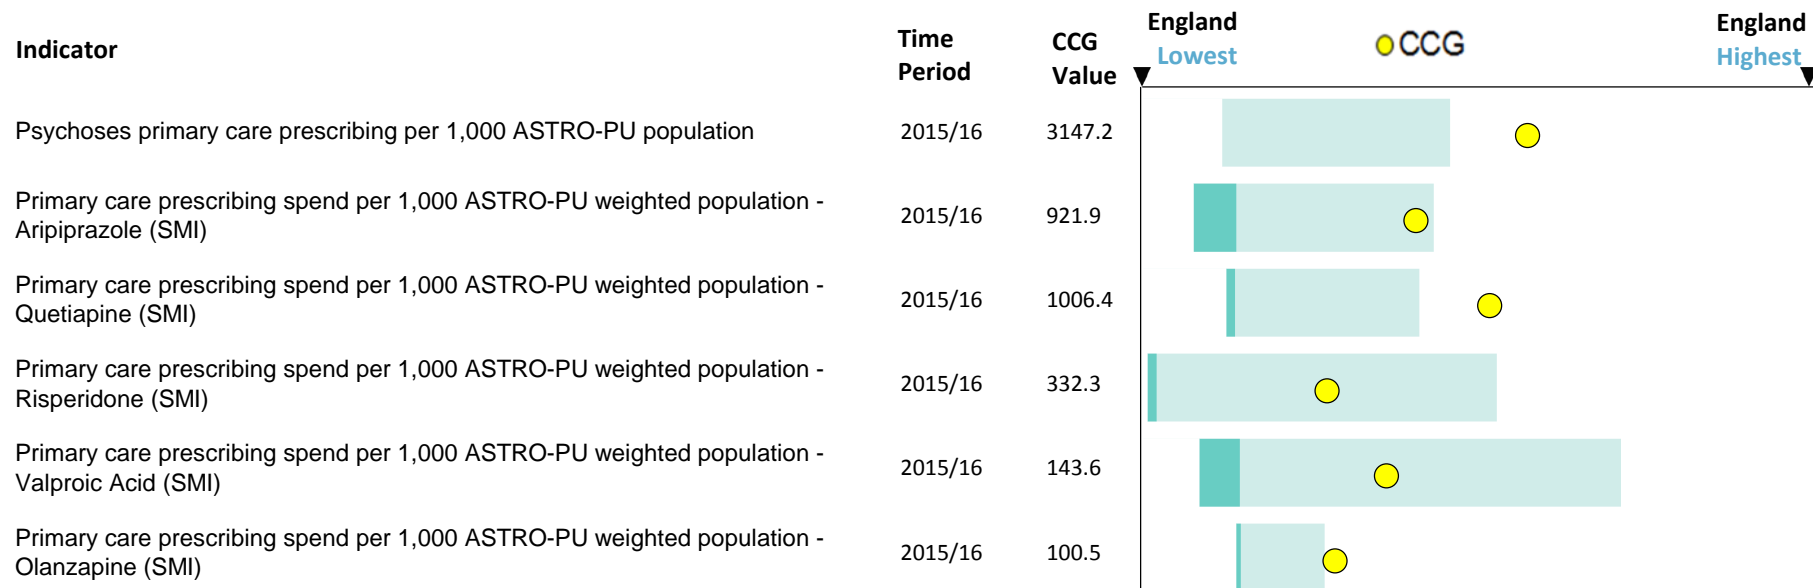 Indicator
Time
Period
CCG
Value
England
Lowest
CCG
England
Highest
Psychoses primary care prescribing per 1,000 ASTRO-PU population
2015/16
3147.2
Primary care prescribing spend per 1,000 ASTRO-PU weighted population -
Aripiprazole (SMI)
2015/16
921.9
Primary care prescribing spend per 1,000 ASTRO-PU weighted population -
Quetiapine (SMI)
2015/16
1006.4
Primary care prescribing spend per 1,000 ASTRO-PU weighted population -
Risperidone (SMI)
2015/16
332.3
Primary care prescribing spend per 1,000 ASTRO-PU weighted population -
Valproic Acid (SMI)
2015/16
143.6
Primary care prescribing spend per 1,000 ASTRO-PU weighted population -
Olanzapine (SMI)
2015/16
100.5